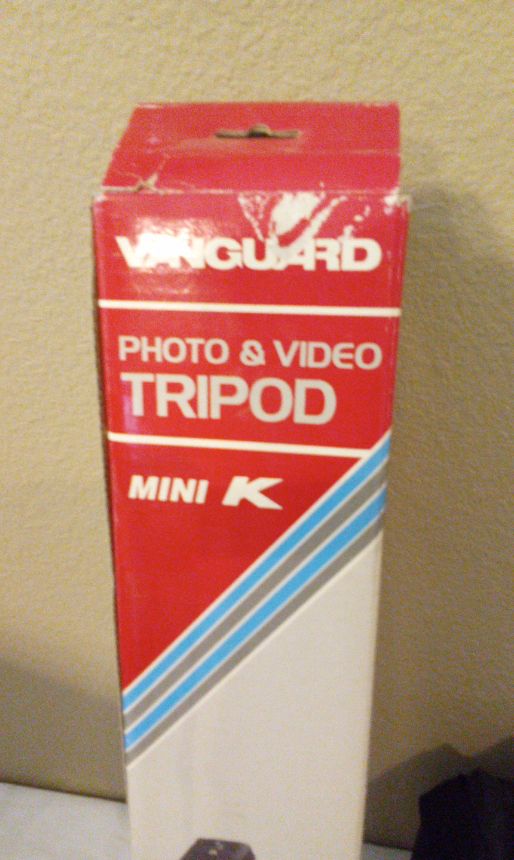 VANGUARD
PHOTO & VIDEO
TRIPOD
MINI K